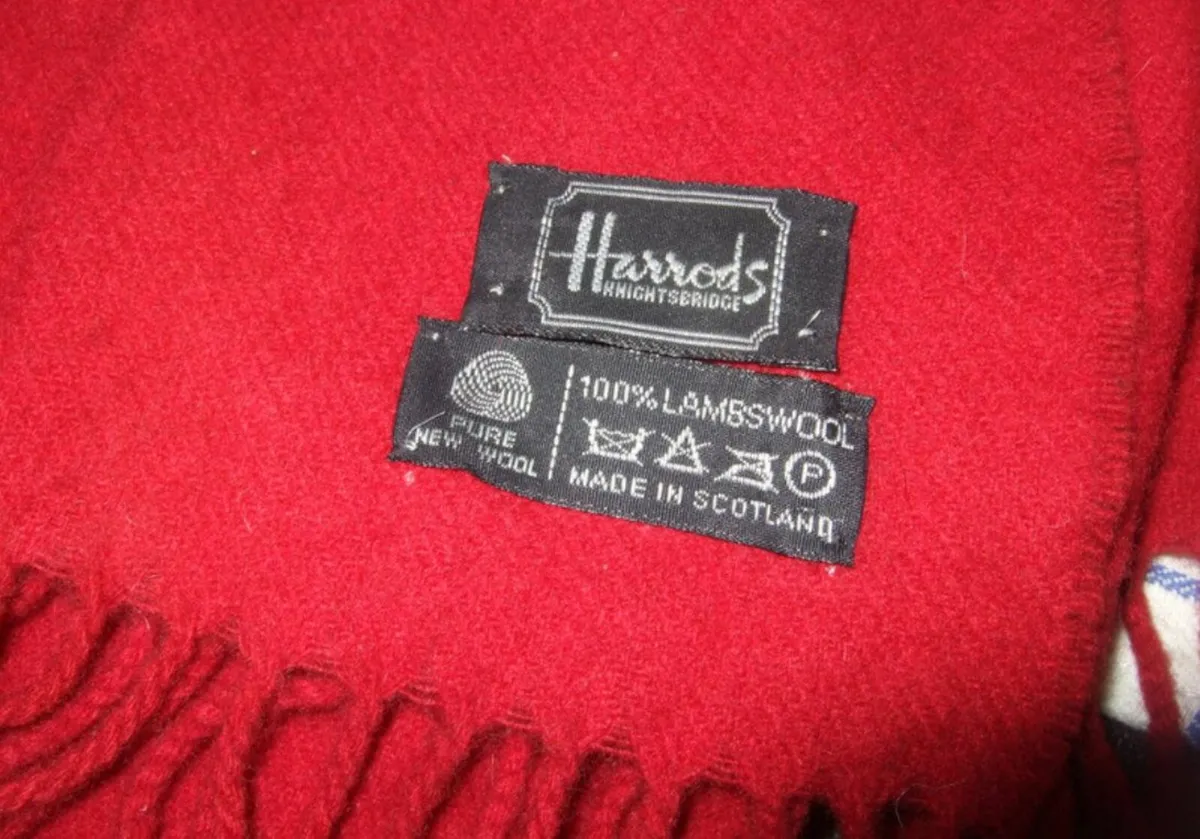 Harrods
KNIGHTSBRIDGE
PURE
NEW WOOL
100% LAMBSWOOL
P
MADE IN SCOTLAND